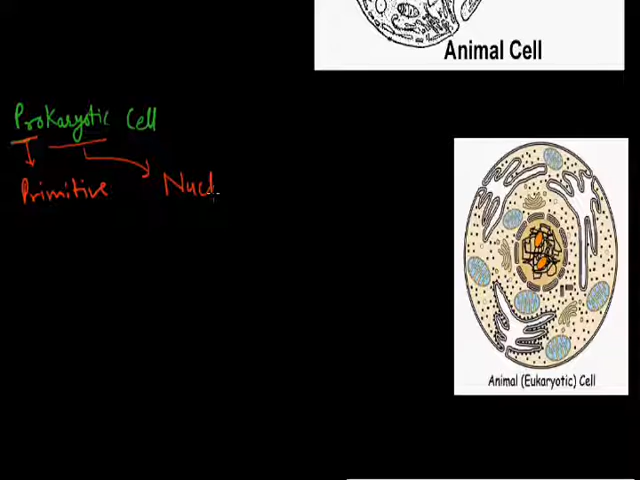 Animal Cell
Prokaryotic Cell
Primitive Nucl
Animal (Eukaryotic) Cell